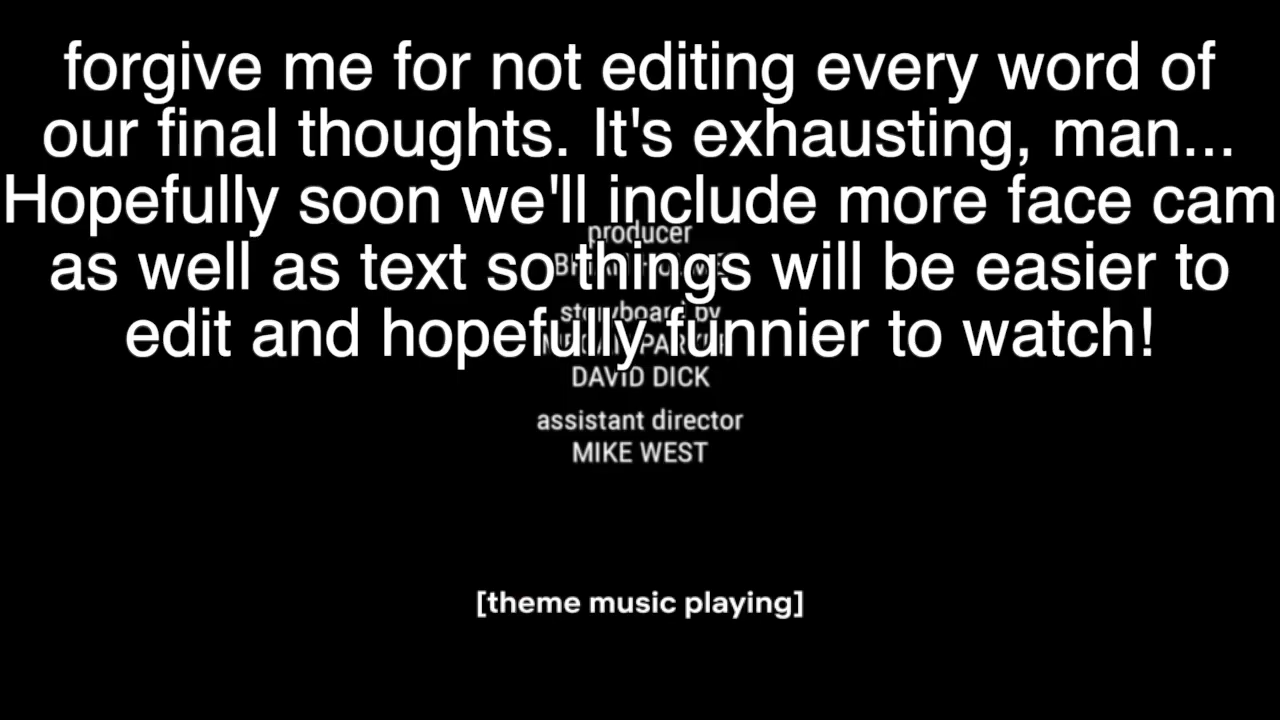 forgive me for not editing every word of
our final thoughts. It's exhausting, man...
Hopefully soon we'll include more face cam
producer
as well as text so things will be easier to
storyboard by
edit and hopefully funnier to watch!
DAVID DICK
assistant director
MIKE WEST
[theme music playing]